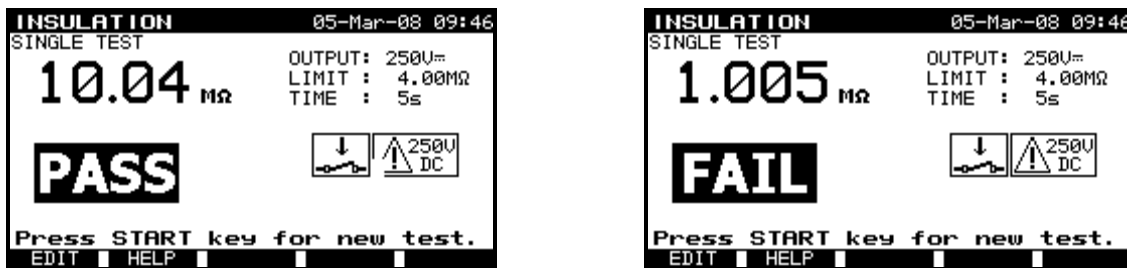 INSULATION 05-Mar-08 09:46
SINGLE TEST
10.04 MΩ
OUTPUT: 250V⎓
LIMIT : 4.00MΩ
TIME : 5s
PASS
250V
DC
Press START key for new test.
EDIT HELP
INSULATION 05-Mar-08 09:46
SINGLE TEST
1.005 MΩ
OUTPUT: 250V⎓
LIMIT : 4.00MΩ
TIME : 5s
FAIL
250V
DC
Press START key for new test.
EDIT HELP